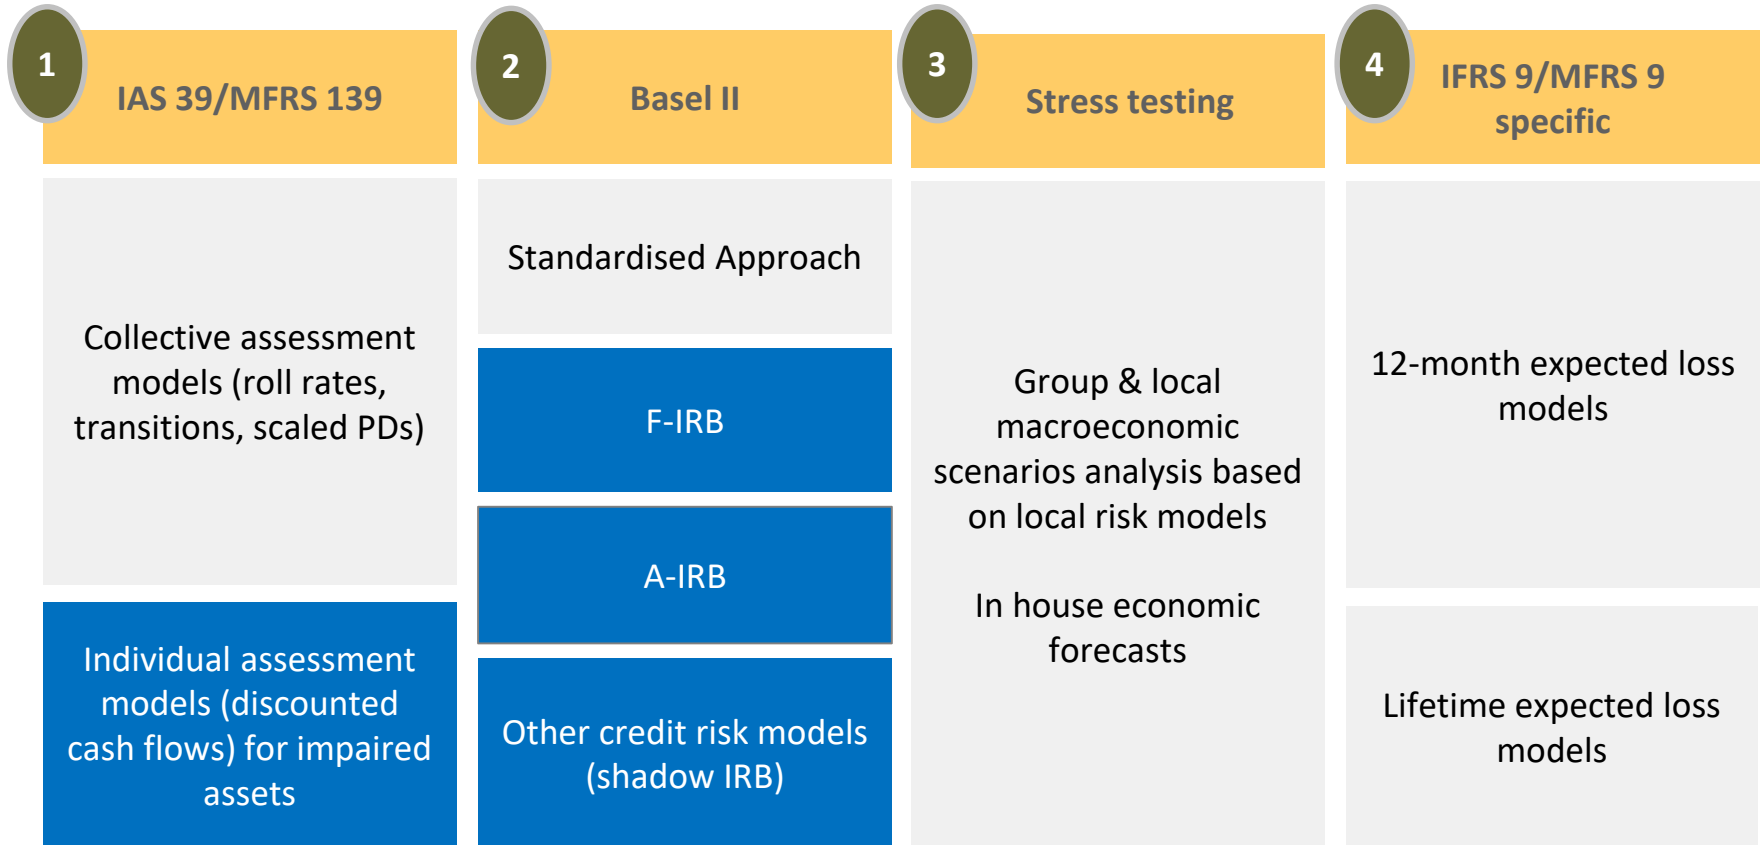 1
IAS 39/MFRS 139
Collective assessment
models (roll rates,
transitions, scaled PDs)
Individual assessment
models (discounted
cash flows) for impaired
assets
2
Basel II
Standardised Approach
F-IRB
A-IRB
Other credit risk models
(shadow IRB)
3
Stress testing
Group & local
macroeconomic
scenarios analysis based
on local risk models
In house economic
forecasts
4
IFRS 9/MFRS 9
specific
12-month expected loss
models
Lifetime expected loss
models